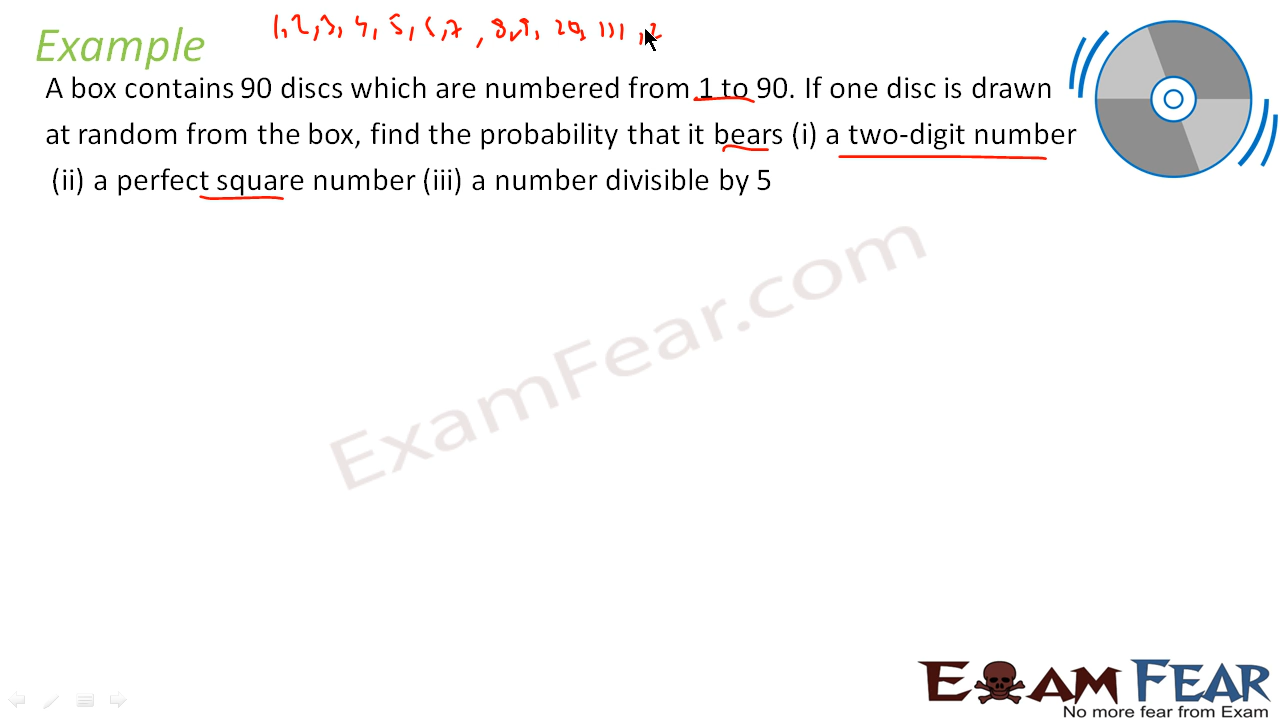 1, 2, 3, 4, 5, 6, 7, 8, 9, 10, 11, 12
Example
A box contains 90 discs which are numbered from 1 to 90. If one disc is drawn
at random from the box, find the probability that it bears (i) a two-digit number
(ii) a perfect square number (iii) a number divisible by 5
ExamFear.com
EXAM FEAR
No more fear from Exam